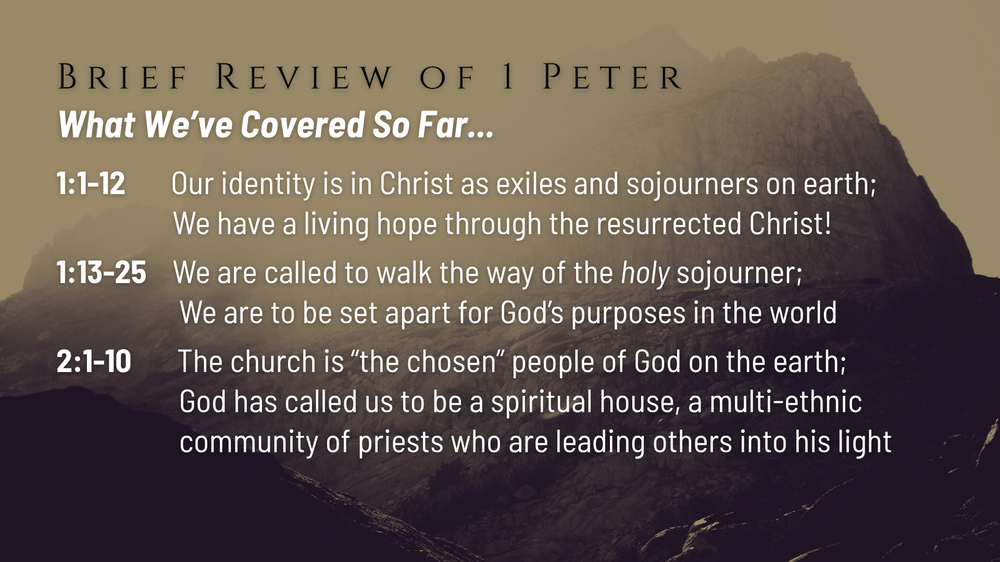 Brief Review of 1 Peter
What We’ve Covered So Far...
1:1-12 Our identity is in Christ as exiles and sojourners on earth;
We have a living hope through the resurrected Christ!
1:13-25 We are called to walk the way of the holy sojourner;
We are to be set apart for God’s purposes in the world
2:1-10 The church is “the chosen” people of God on the earth;
God has called us to be a spiritual house, a multi-ethnic
community of priests who are leading others into his light